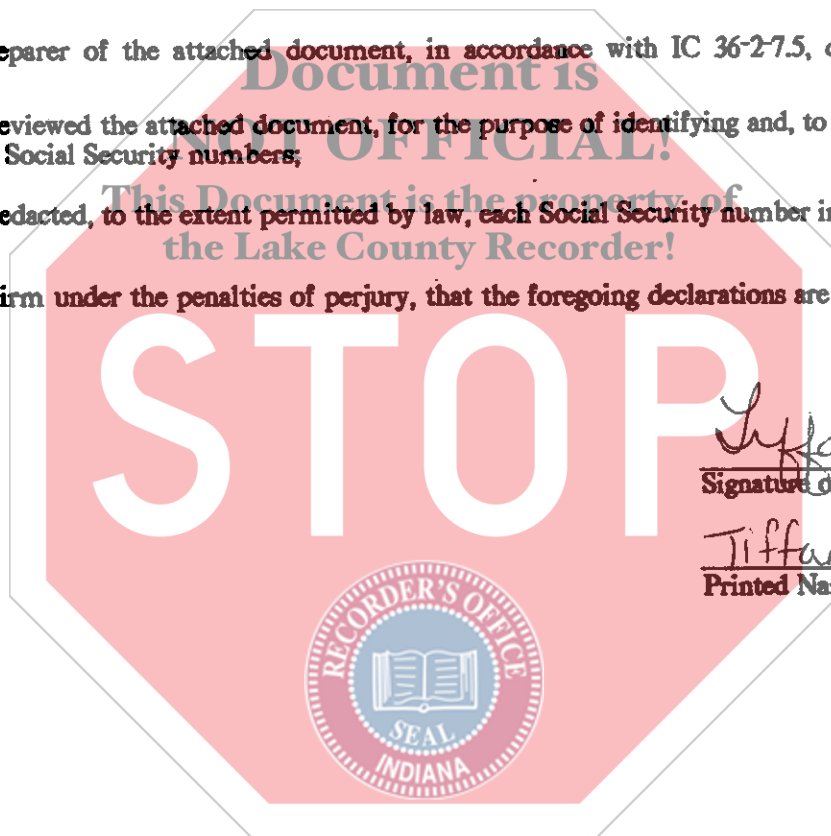 eparer of the attached document, in accordance with IC 36-2-7.5,
Document is
eviewed the attached document, for the purpose of identifying and, to
NOT OFFICIAL!
Social Security numbers;
This Document is the property of
edacted, to the extent permitted by law, each Social Security number in
the Lake County Recorder!
irm under the penalties of perjury, that the foregoing declarations are
STOP
Signature o
Tiffan
Printed Na
RECORDER'S OFFICE
SEAL
INDIANA